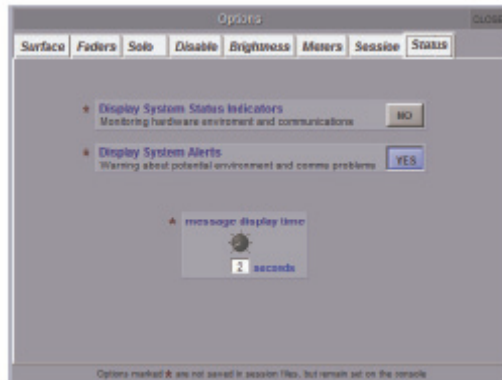 Options
CLOSE
Surface Faders Solo Disable Brightness Meters Session Status
* Display System Status Indicators
Monitoring hardware enviroment and communications
NO
* Display System Alerts
Warning about potential environment and comms problems
YES
* message display time
2 seconds
Options marked * are not saved in session files, but remain set on the console